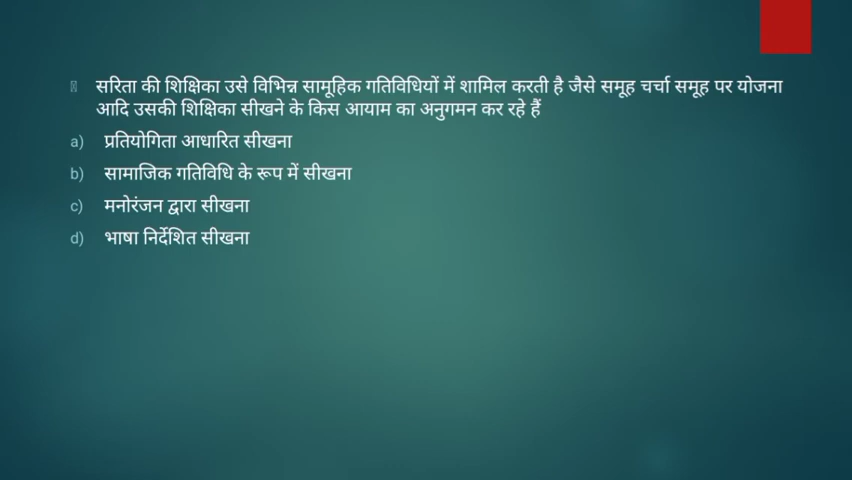 सरिता की शिक्षिका उसे विभिन्न सामूहिक गतिविधियों में शामिल करती है जैसे समूह चर्चा समूह पर योजना
आदि उसकी शिक्षिका सीखने के किस आयाम का अनुगमन कर रहे हैं
a) प्रतियोगिता आधारित सीखना
b) सामाजिक गतिविधि के रूप में सीखना
c) मनोरंजन द्वारा सीखना
d) भाषा निर्देशित सीखना